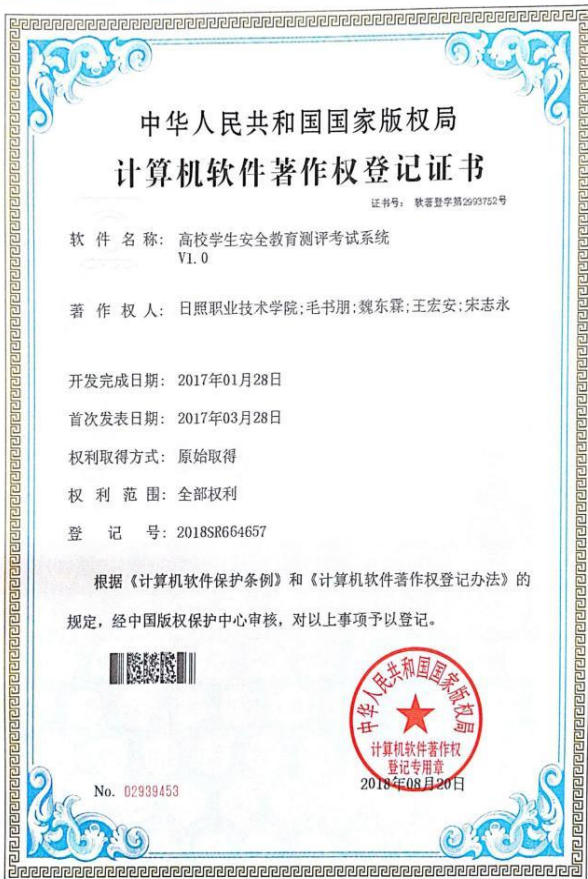 中华人民共和国国家版权局
计算机软件著作权登记证书
证书号： 软著登字第2993752号
软件名称： 高校学生安全教育测评考试系统
V1.0
著作权人： 日照职业技术学院;毛书朋;魏东霖;王宏安;宋志永
开发完成日期： 2017年01月28日
首次发表日期： 2017年03月28日
权利取得方式： 原始取得
权利范围： 全部权利
登记号： 2018SR664657
根据《计算机软件保护条例》和《计算机软件著作权登记办法》的
规定，经中国版权保护中心审核，对以上事项予以登记。
中华人民共和国国家版权局
计算机软件著作权
登记专用章
No. 02939453
2018年08月20日